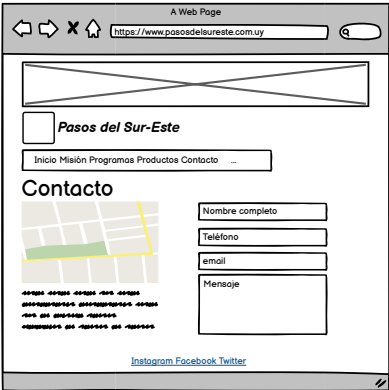 A Web Page
https://www.pasosdelsureste.com.uy
Pasos del Sur-Este
Inicio Misión Programas Productos Contacto ...
Contacto
Nombre completo
Teléfono
email
Mensaje
Instagram Facebook Twitter